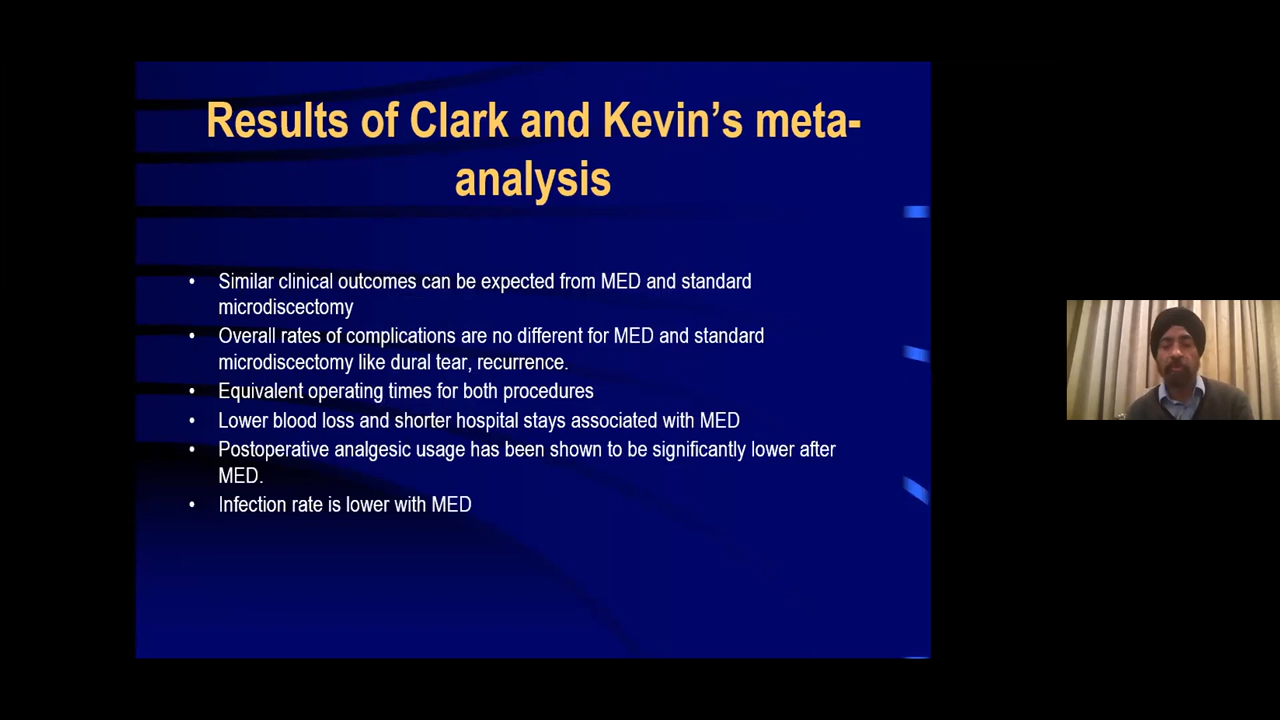 Results of Clark and Kevin’s meta-
analysis
• Similar clinical outcomes can be expected from MED and standard
microdiscectomy
• Overall rates of complications are no different for MED and standard
microdiscectomy like dural tear, recurrence.
• Equivalent operating times for both procedures
• Lower blood loss and shorter hospital stays associated with MED
• Postoperative analgesic usage has been shown to be significantly lower after
MED.
• Infection rate is lower with MED